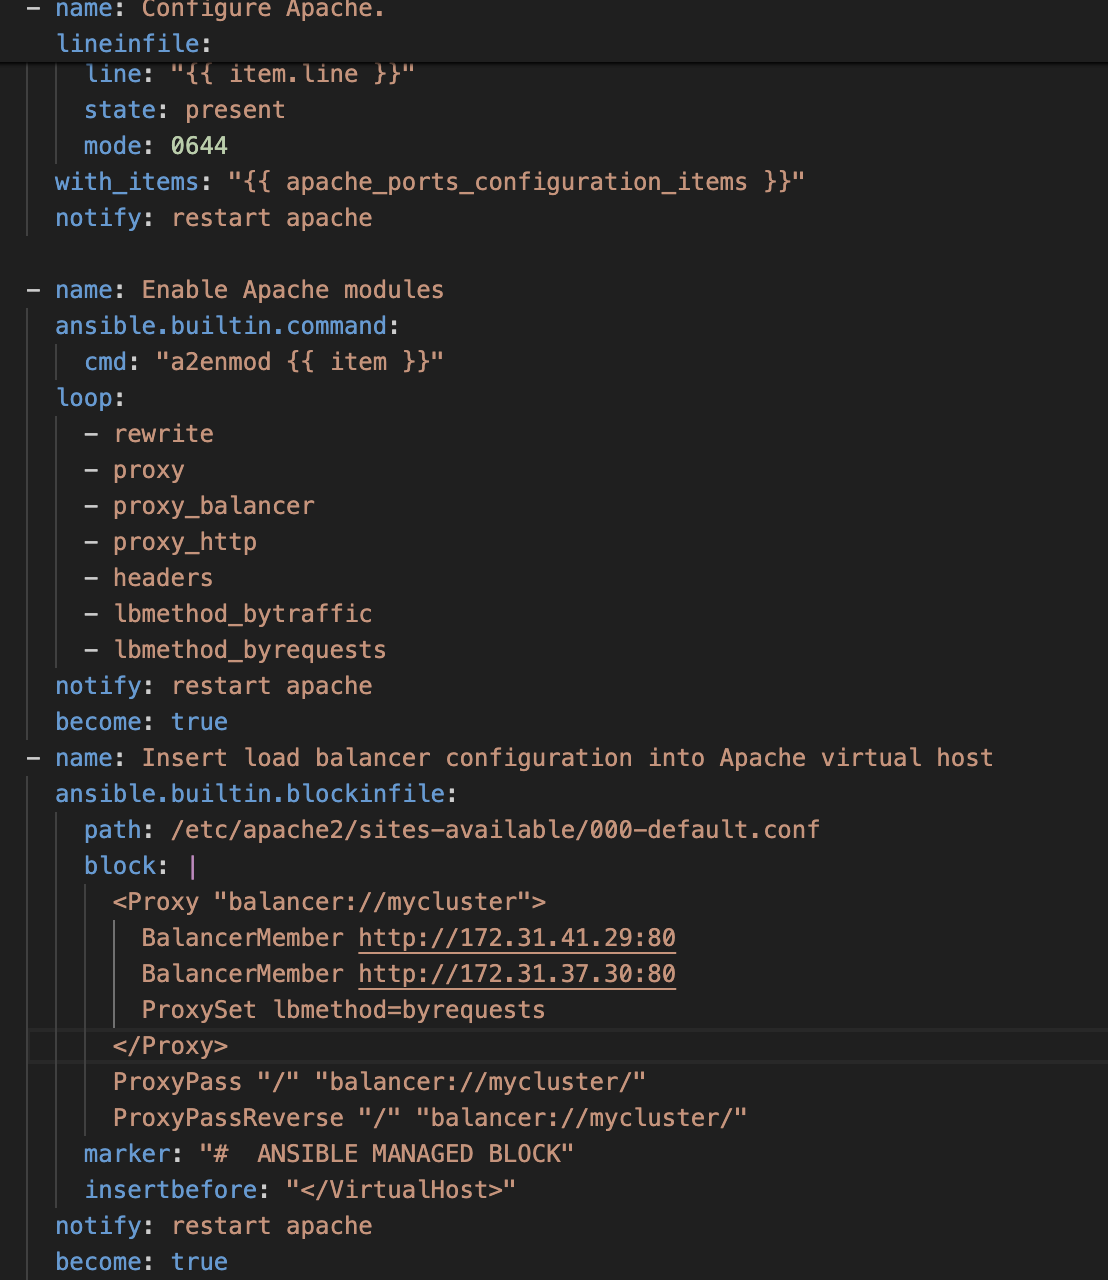 - name: Configure Apache.
  lineinfile:
    line: "{{ item.line }}"
    state: present
    mode: 0644
  with_items: "{{ apache_ports_configuration_items }}"
  notify: restart apache

- name: Enable Apache modules
  ansible.builtin.command:
    cmd: "a2enmod {{ item }}"
  loop:
    - rewrite
    - proxy
    - proxy_balancer
    - proxy_http
    - headers
    - lbmethod_bytraffic
    - lbmethod_byrequests
  notify: restart apache
  become: true
- name: Insert load balancer configuration into Apache virtual host
  ansible.builtin.blockinfile:
    path: /etc/apache2/sites-available/000-default.conf
    block: |
      <Proxy "balancer://mycluster">
        BalancerMember http://172.31.41.29:80
        BalancerMember http://172.31.37.30:80
        ProxySet lbmethod=byrequests
      </Proxy>
      ProxyPass "/" "balancer://mycluster/"
      ProxyPassReverse "/" "balancer://mycluster/"
    marker: "#  ANSIBLE MANAGED BLOCK"
    insertbefore: "</VirtualHost>"
  notify: restart apache
  become: true